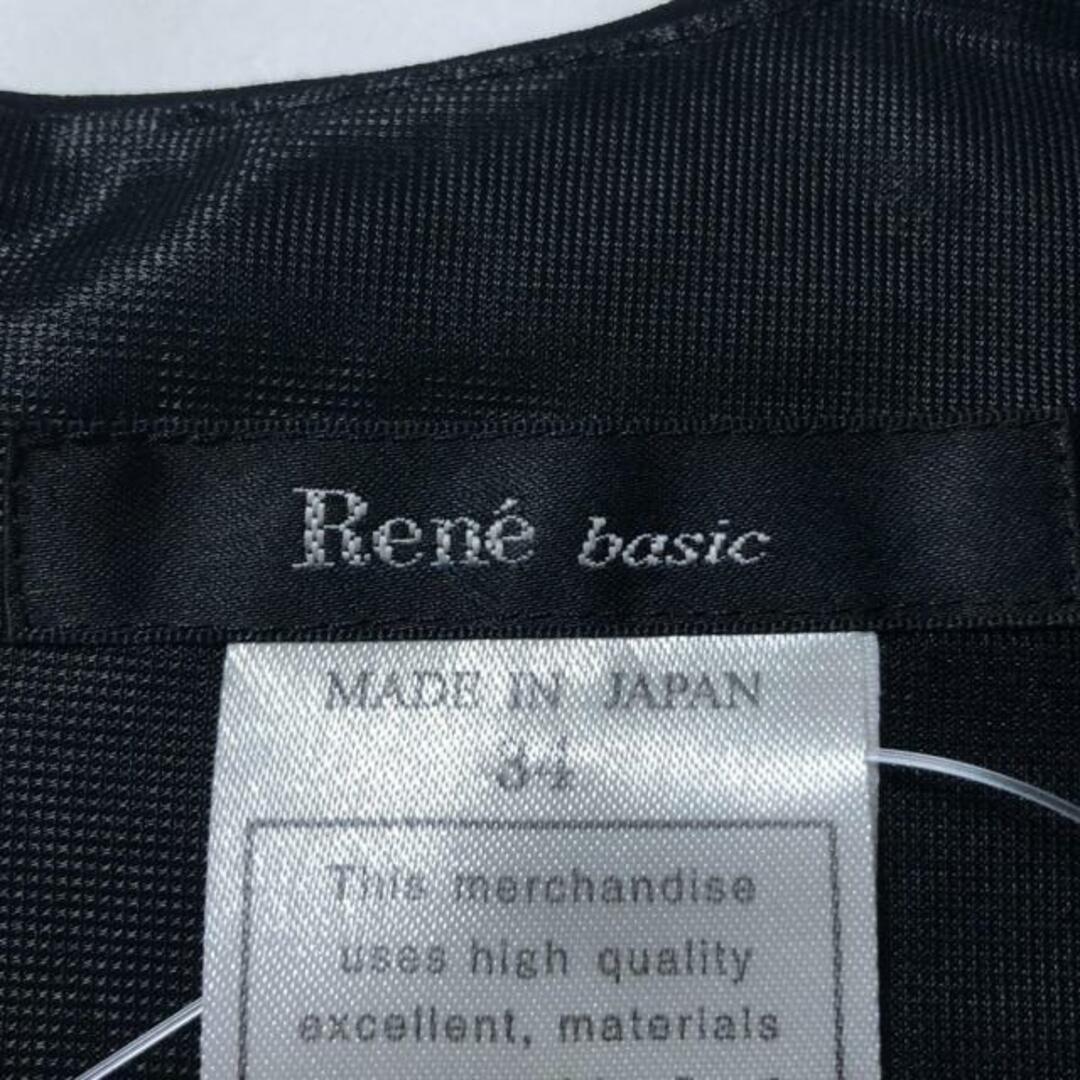 René basic
MADE IN JAPAN
34
This merchandise
uses high quality
excellent, materials